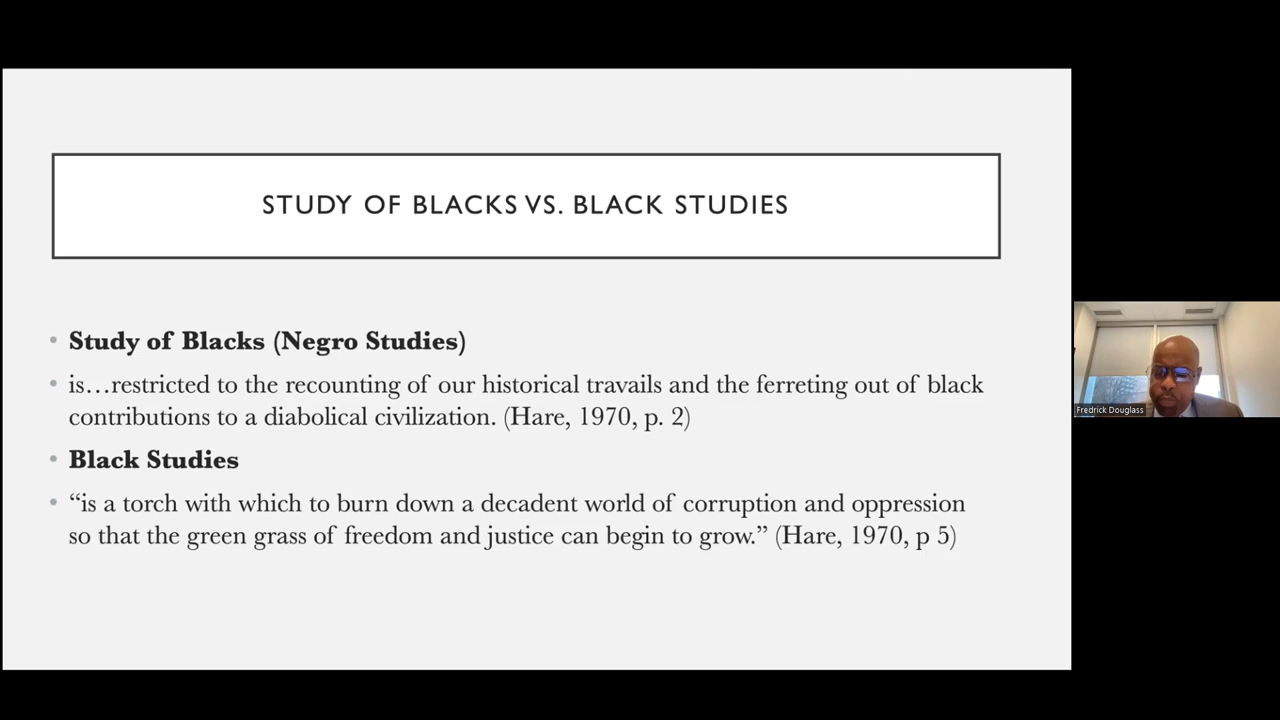 STUDY OF BLACKS VS. BLACK STUDIES
• Study of Blacks (Negro Studies)
• is…restricted to the recounting of our historical travails and the ferreting out of black
contributions to a diabolical civilization. (Hare, 1970, p. 2)
• Black Studies
• “is a torch with which to burn down a decadent world of corruption and oppression
so that the green grass of freedom and justice can begin to grow.” (Hare, 1970, p 5)
Fredrick Douglass